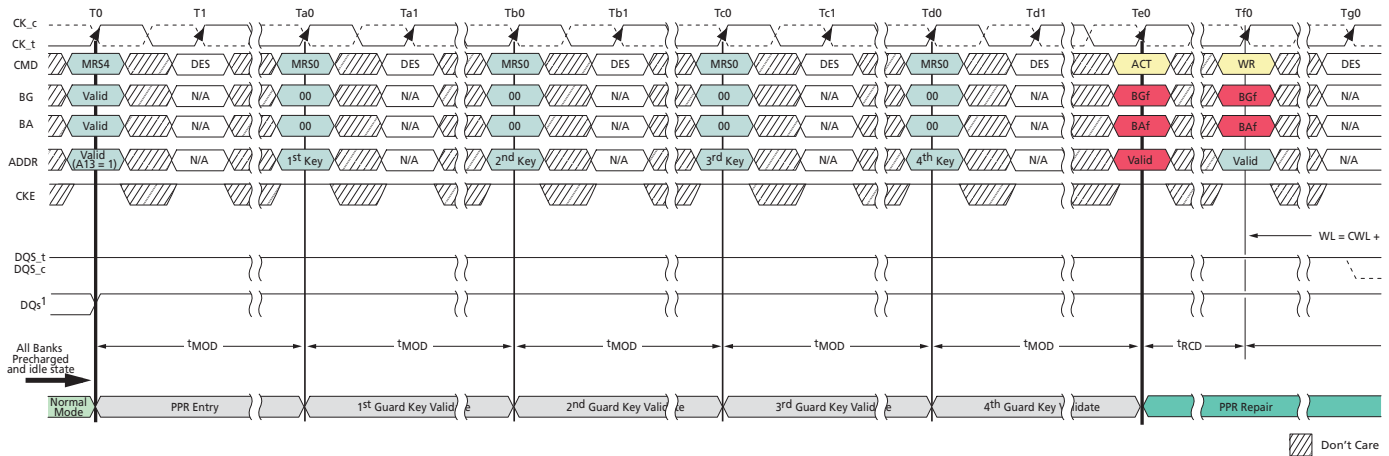 T0 T1 Ta0 Ta1 Tb0 Tb1 Tc0 Tc1 Td0 Td1 Te0 Tf0 Tg0
CK_c
CK_t
CMD MRS4 DES MRS0 DES MRS0 DES MRS0 DES MRS0 DES ACT WR DES
BG Valid N/A 00 N/A 00 N/A 00 N/A 00 N/A BGf BGf N/A
BA Valid N/A 00 N/A 00 N/A 00 N/A 00 N/A BAf BAf N/A
ADDR Valid (A13 = 1) N/A 1st Key N/A 2nd Key N/A 3rd Key N/A 4th Key N/A Valid Valid N/A
CKE
WL = CWL +
DQS_t
DQS_c
DQs1
All Banks
Precharged
and idle state
tMOD tMOD tMOD tMOD tMOD tRCD
Normal
Mode
PPR Entry 1st Guard Key Validate 2nd Guard Key Validate 3rd Guard Key Validate 4th Guard Key Validate PPR Repair
Don't Care